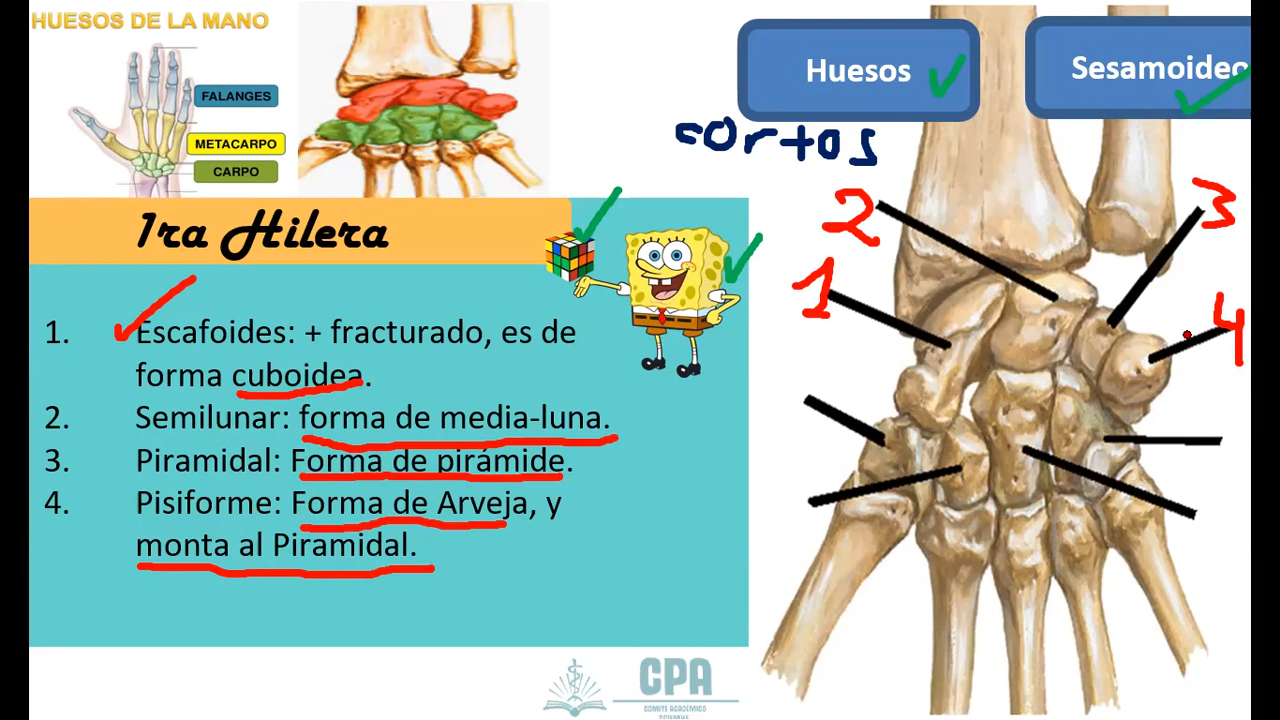 HUESOS DE LA MANO
FALANGES
METACARPO
CARPO
Huesos
Sesamoideo
cortos
1ra Hilera
1. Escafoides: + fracturado, es de
forma cuboidea.
2. Semilunar: forma de media-luna.
3. Piramidal: Forma de pirámide.
4. Pisiforme: Forma de Arveja, y
monta al Piramidal.
2
3
1
4
CPA
COMITÉ ACADÉMICO